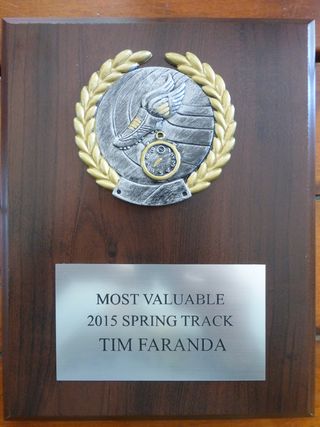 MOST VALUABLE
2015 SPRING TRACK
TIM FARANDA